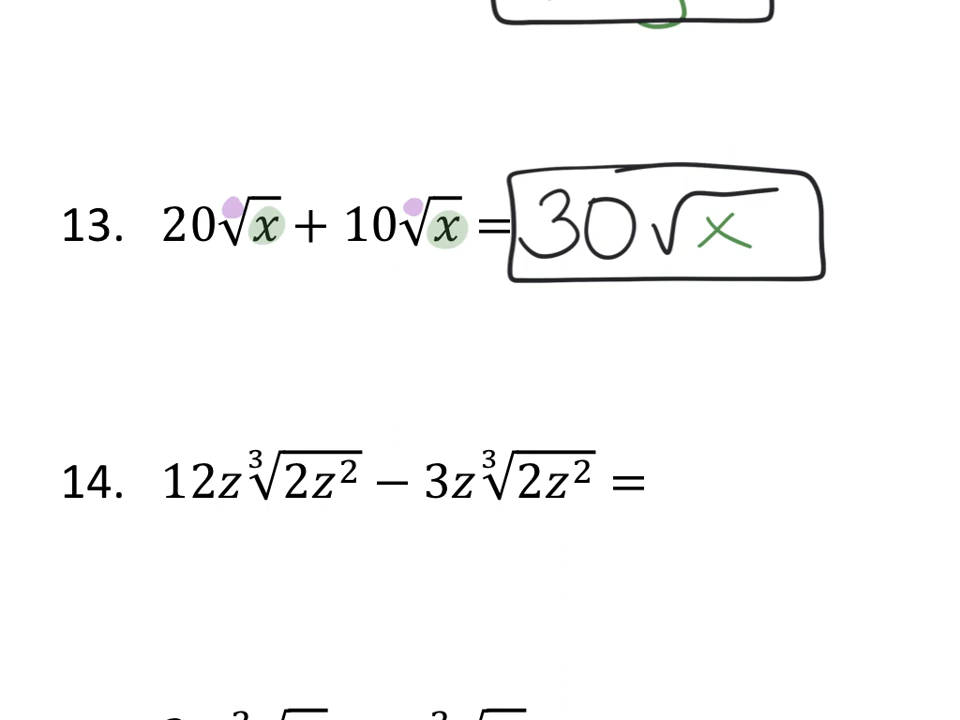 13. 20√x + 10√x = 30√x
14. 12z∛2z² − 3z∛2z² =